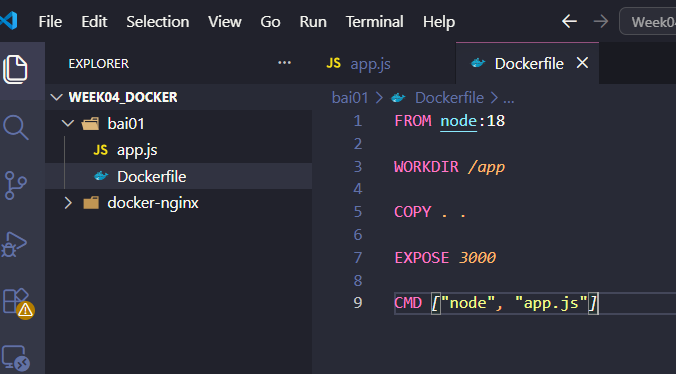 File Edit Selection View Go Run Terminal Help Week04
EXPLORER ...
JS app.js Dockerfile
WEEK04_DOCKER
bai01 > Dockerfile > ...
bai01
JS app.js
Dockerfile
docker-nginx
1 FROM node:18
2
3 WORKDIR /app
4
5 COPY . .
6
7 EXPOSE 3000
8
9 CMD ["node", "app.js"]